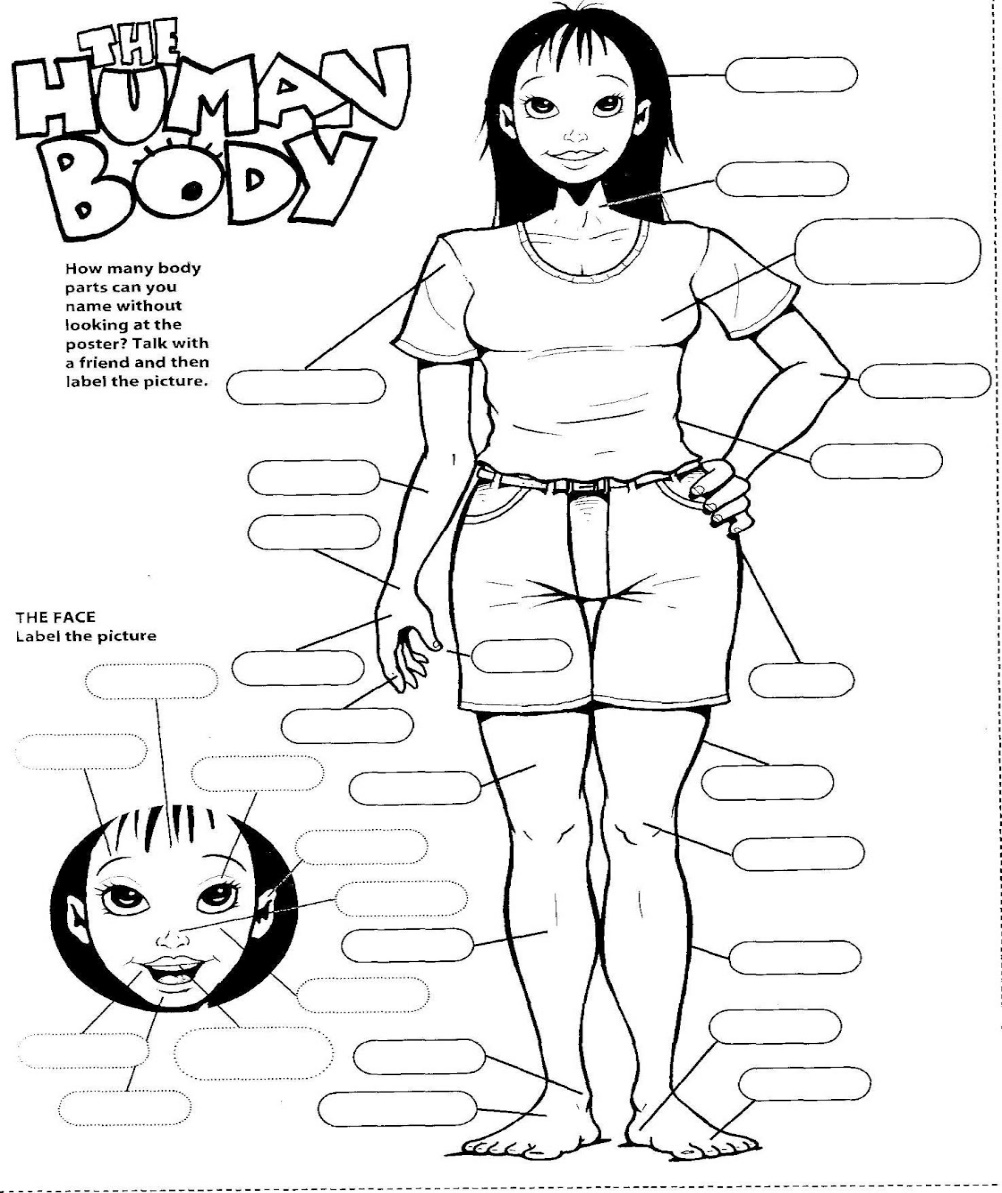 THE
HUMAN
BODY
How many body
parts can you
name without
looking at the
poster? Talk with
a friend and then
label the picture.
THE FACE
Label the picture